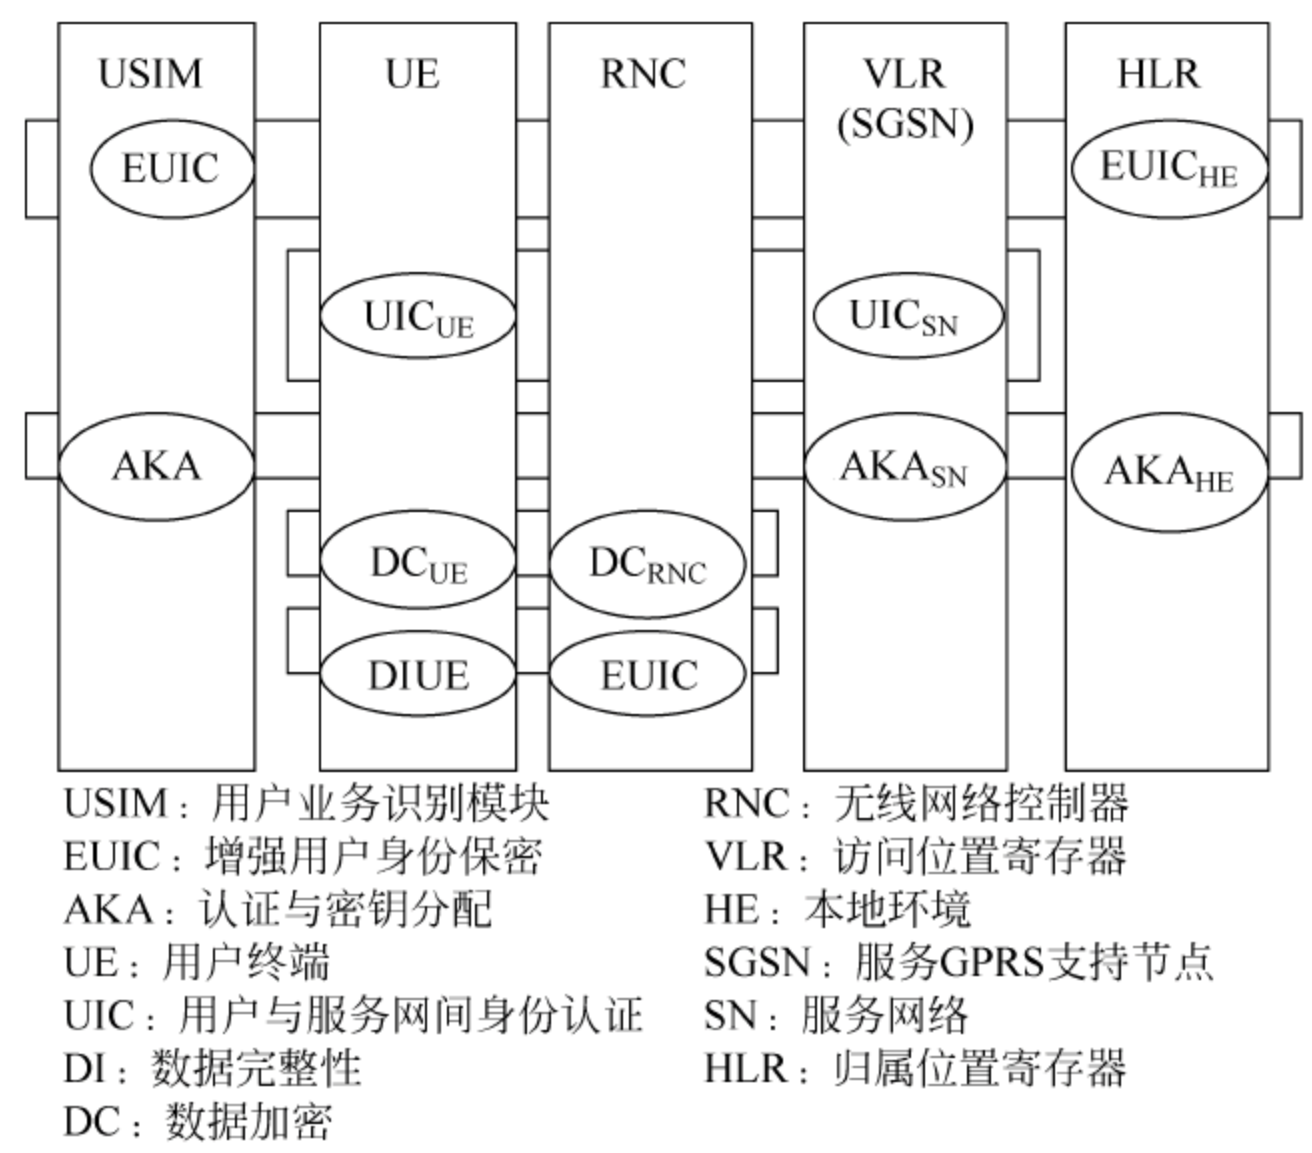 USIM
UE
RNC
VLR
(SGSN)
HLR
EUIC
EUICHE
UICUE
UICSN
AKA
AKASN
AKAHE
DCUE
DCRNC
DIUE
EUIC
USIM：用户业务识别模块
EUIC：增强用户身份保密
AKA：认证与密钥分配
UE：用户终端
UIC：用户与服务网间身份认证
DI：数据完整性
DC：数据加密
RNC：无线网络控制器
VLR：访问位置寄存器
HE：本地环境
SGSN：服务GPRS支持节点
SN：服务网络
HLR：归属位置寄存器